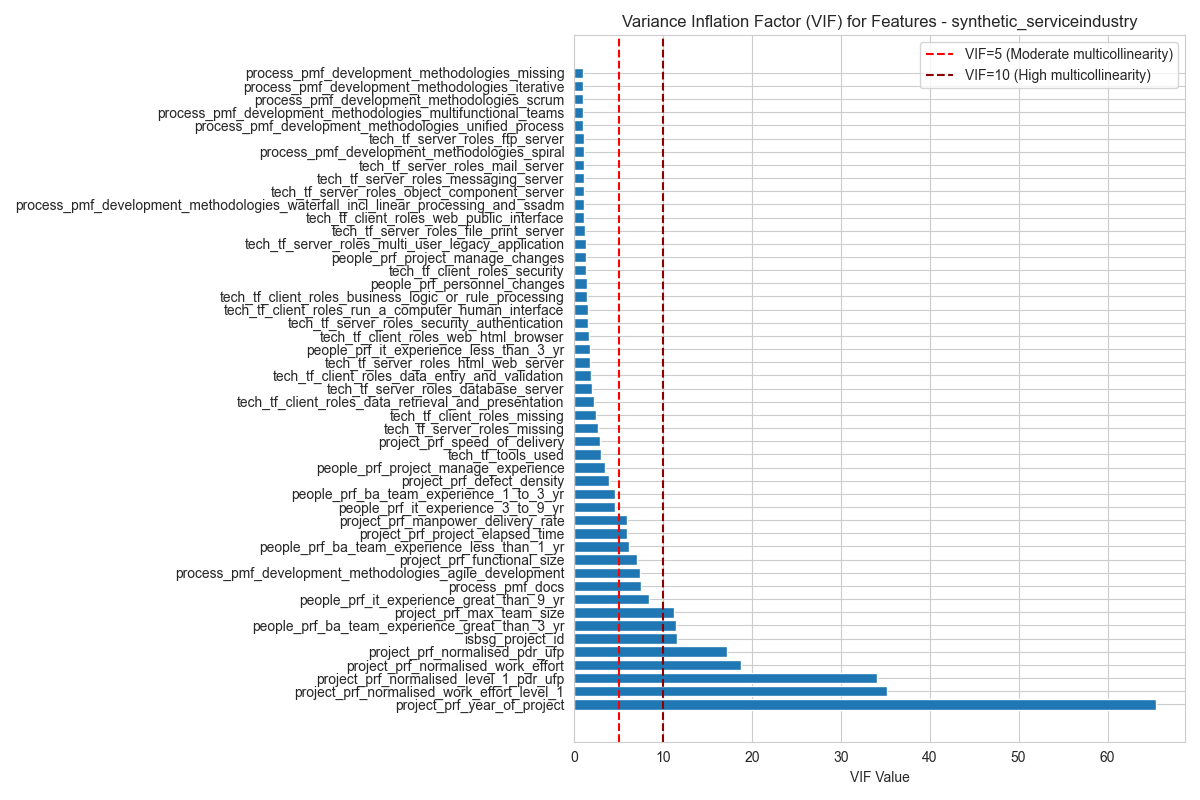 Variance Inflation Factor (VIF) for Features - synthetic_serviceindustry
VIF=5 (Moderate multicollinearity)
VIF=10 (High multicollinearity)
process_pmf_development_methodologies_missing
process_pmf_development_methodologies_iterative
process_pmf_development_methodologies_scrum
process_pmf_development_methodologies_multifunctional_teams
process_pmf_development_methodologies_unified_process
tech_tf_server_roles_ftp_server
process_pmf_development_methodologies_spiral
tech_tf_server_roles_mail_server
tech_tf_server_roles_messaging_server
tech_tf_server_roles_object_component_server
process_pmf_development_methodologies_waterfall_incl_linear_processing_and_ssadm
tech_tf_client_roles_web_public_interface
tech_tf_server_roles_file_print_server
tech_tf_server_roles_multi_user_legacy_application
people_prf_project_manage_changes
tech_tf_client_roles_security
people_prf_personnel_changes
tech_tf_client_roles_business_logic_or_rule_processing
tech_tf_client_roles_run_a_computer_human_interface
tech_tf_server_roles_security_authentication
tech_tf_client_roles_web_html_browser
people_prf_it_experience_less_than_3_yr
tech_tf_server_roles_html_web_server
tech_tf_client_roles_data_entry_and_validation
tech_tf_server_roles_database_server
tech_tf_client_roles_data_retrieval_and_presentation
tech_tf_client_roles_missing
tech_tf_server_roles_missing
project_prf_speed_of_delivery
tech_tf_tools_used
people_prf_project_manage_experience
project_prf_defect_density
people_prf_ba_team_experience_1_to_3_yr
people_prf_it_experience_3_to_9_yr
project_prf_manpower_delivery_rate
project_prf_project_elapsed_time
people_prf_ba_team_experience_less_than_1_yr
project_prf_functional_size
process_pmf_development_methodologies_agile_development
process_pmf_docs
people_prf_it_experience_great_than_9_yr
project_prf_max_team_size
people_prf_ba_team_experience_great_than_3_yr
isbsg_project_id
project_prf_normalised_pdr_ufp
project_prf_normalised_work_effort
project_prf_normalised_level_1_pdr_ufp
project_prf_normalised_work_effort_level_1
project_prf_year_of_project
0 10 20 30 40 50 60
VIF Value